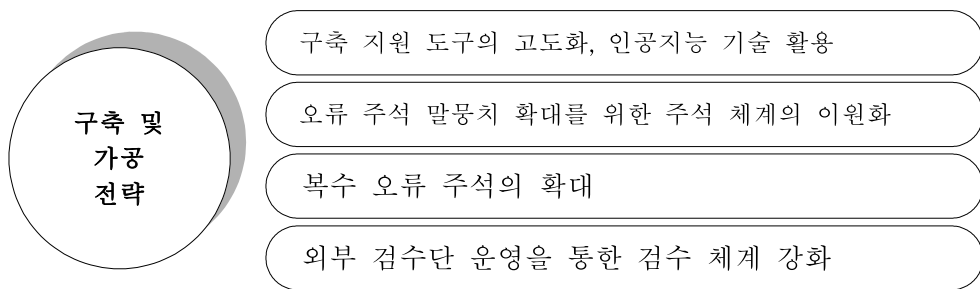 구축 및
가공
전략
구축 지원 도구의 고도화, 인공지능 기술 활용
오류 주석 말뭉치 확대를 위한 주석 체계의 이원화
복수 오류 주석의 확대
외부 검수단 운영을 통한 검수 체계 강화